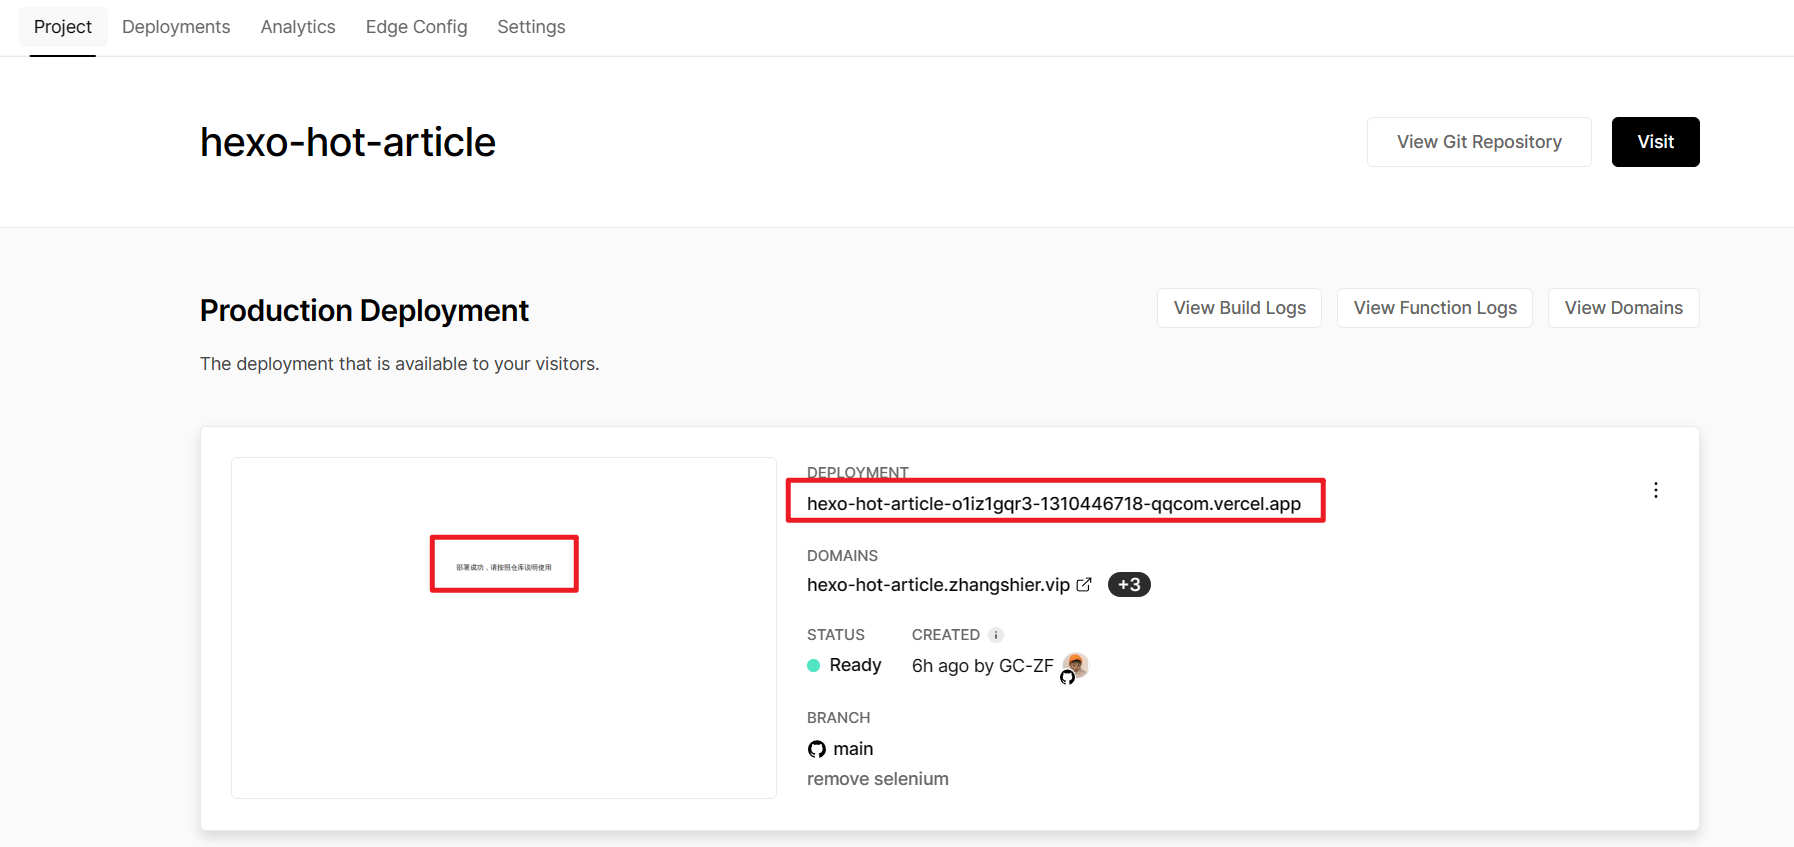 Project Deployments Analytics Edge Config Settings
hexo-hot-article
View Git Repository
Visit
Production Deployment
View Build Logs
View Function Logs
View Domains
The deployment that is available to your visitors.
部署成功，请按照仓库说明使用
DEPLOYMENT
hexo-hot-article-o1iz1gqr3-1310446718-qqcom.vercel.app
DOMAINS
hexo-hot-article.zhangshier.vip +3
STATUS
Ready
CREATED
6h ago by GC-ZF
BRANCH
main
remove selenium